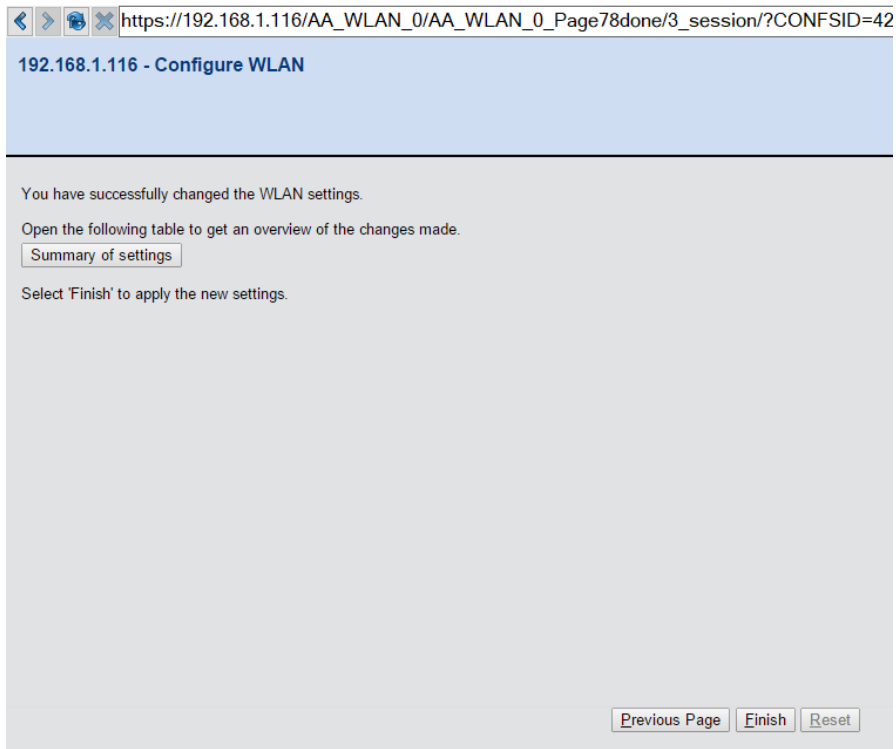 https://192.168.1.116/AA_WLAN_0/AA_WLAN_0_Page78done/3_session/?CONFSID=42
192.168.1.116 - Configure WLAN
You have successfully changed the WLAN settings.
Open the following table to get an overview of the changes made.
Summary of settings
Select 'Finish' to apply the new settings.
Previous Page Finish Reset